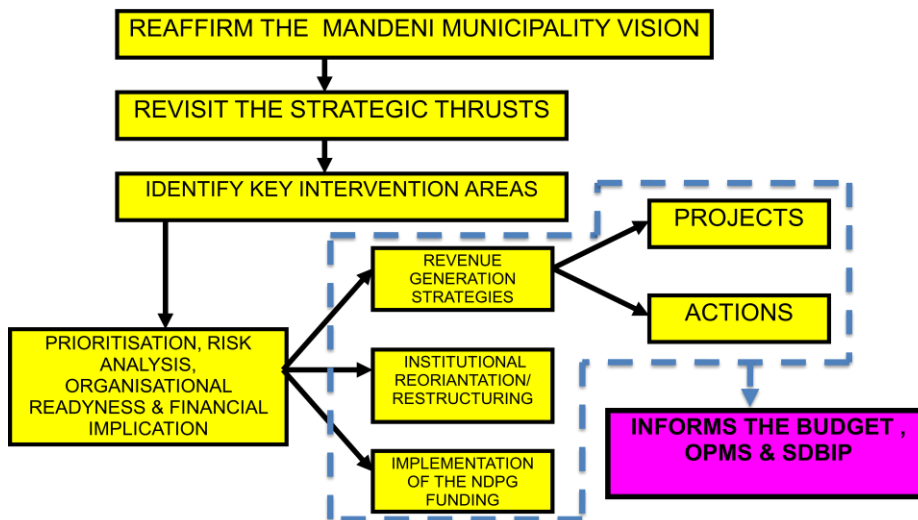 REAFFIRM THE MANDENI MUNICIPALITY VISION
REVISIT THE STRATEGIC THRUSTS
IDENTIFY KEY INTERVENTION AREAS
PRIORITISATION, RISK
ANALYSIS,
ORGANISATIONAL
READYNESS & FINANCIAL
IMPLICATION
REVENUE
GENERATION
STRATEGIES
INSTITUTIONAL
REORIANTATION/
RESTRUCTURING
IMPLEMENTATION
OF THE NDPG
FUNDING
PROJECTS
ACTIONS
INFORMS THE BUDGET ,
OPMS & SDBIP